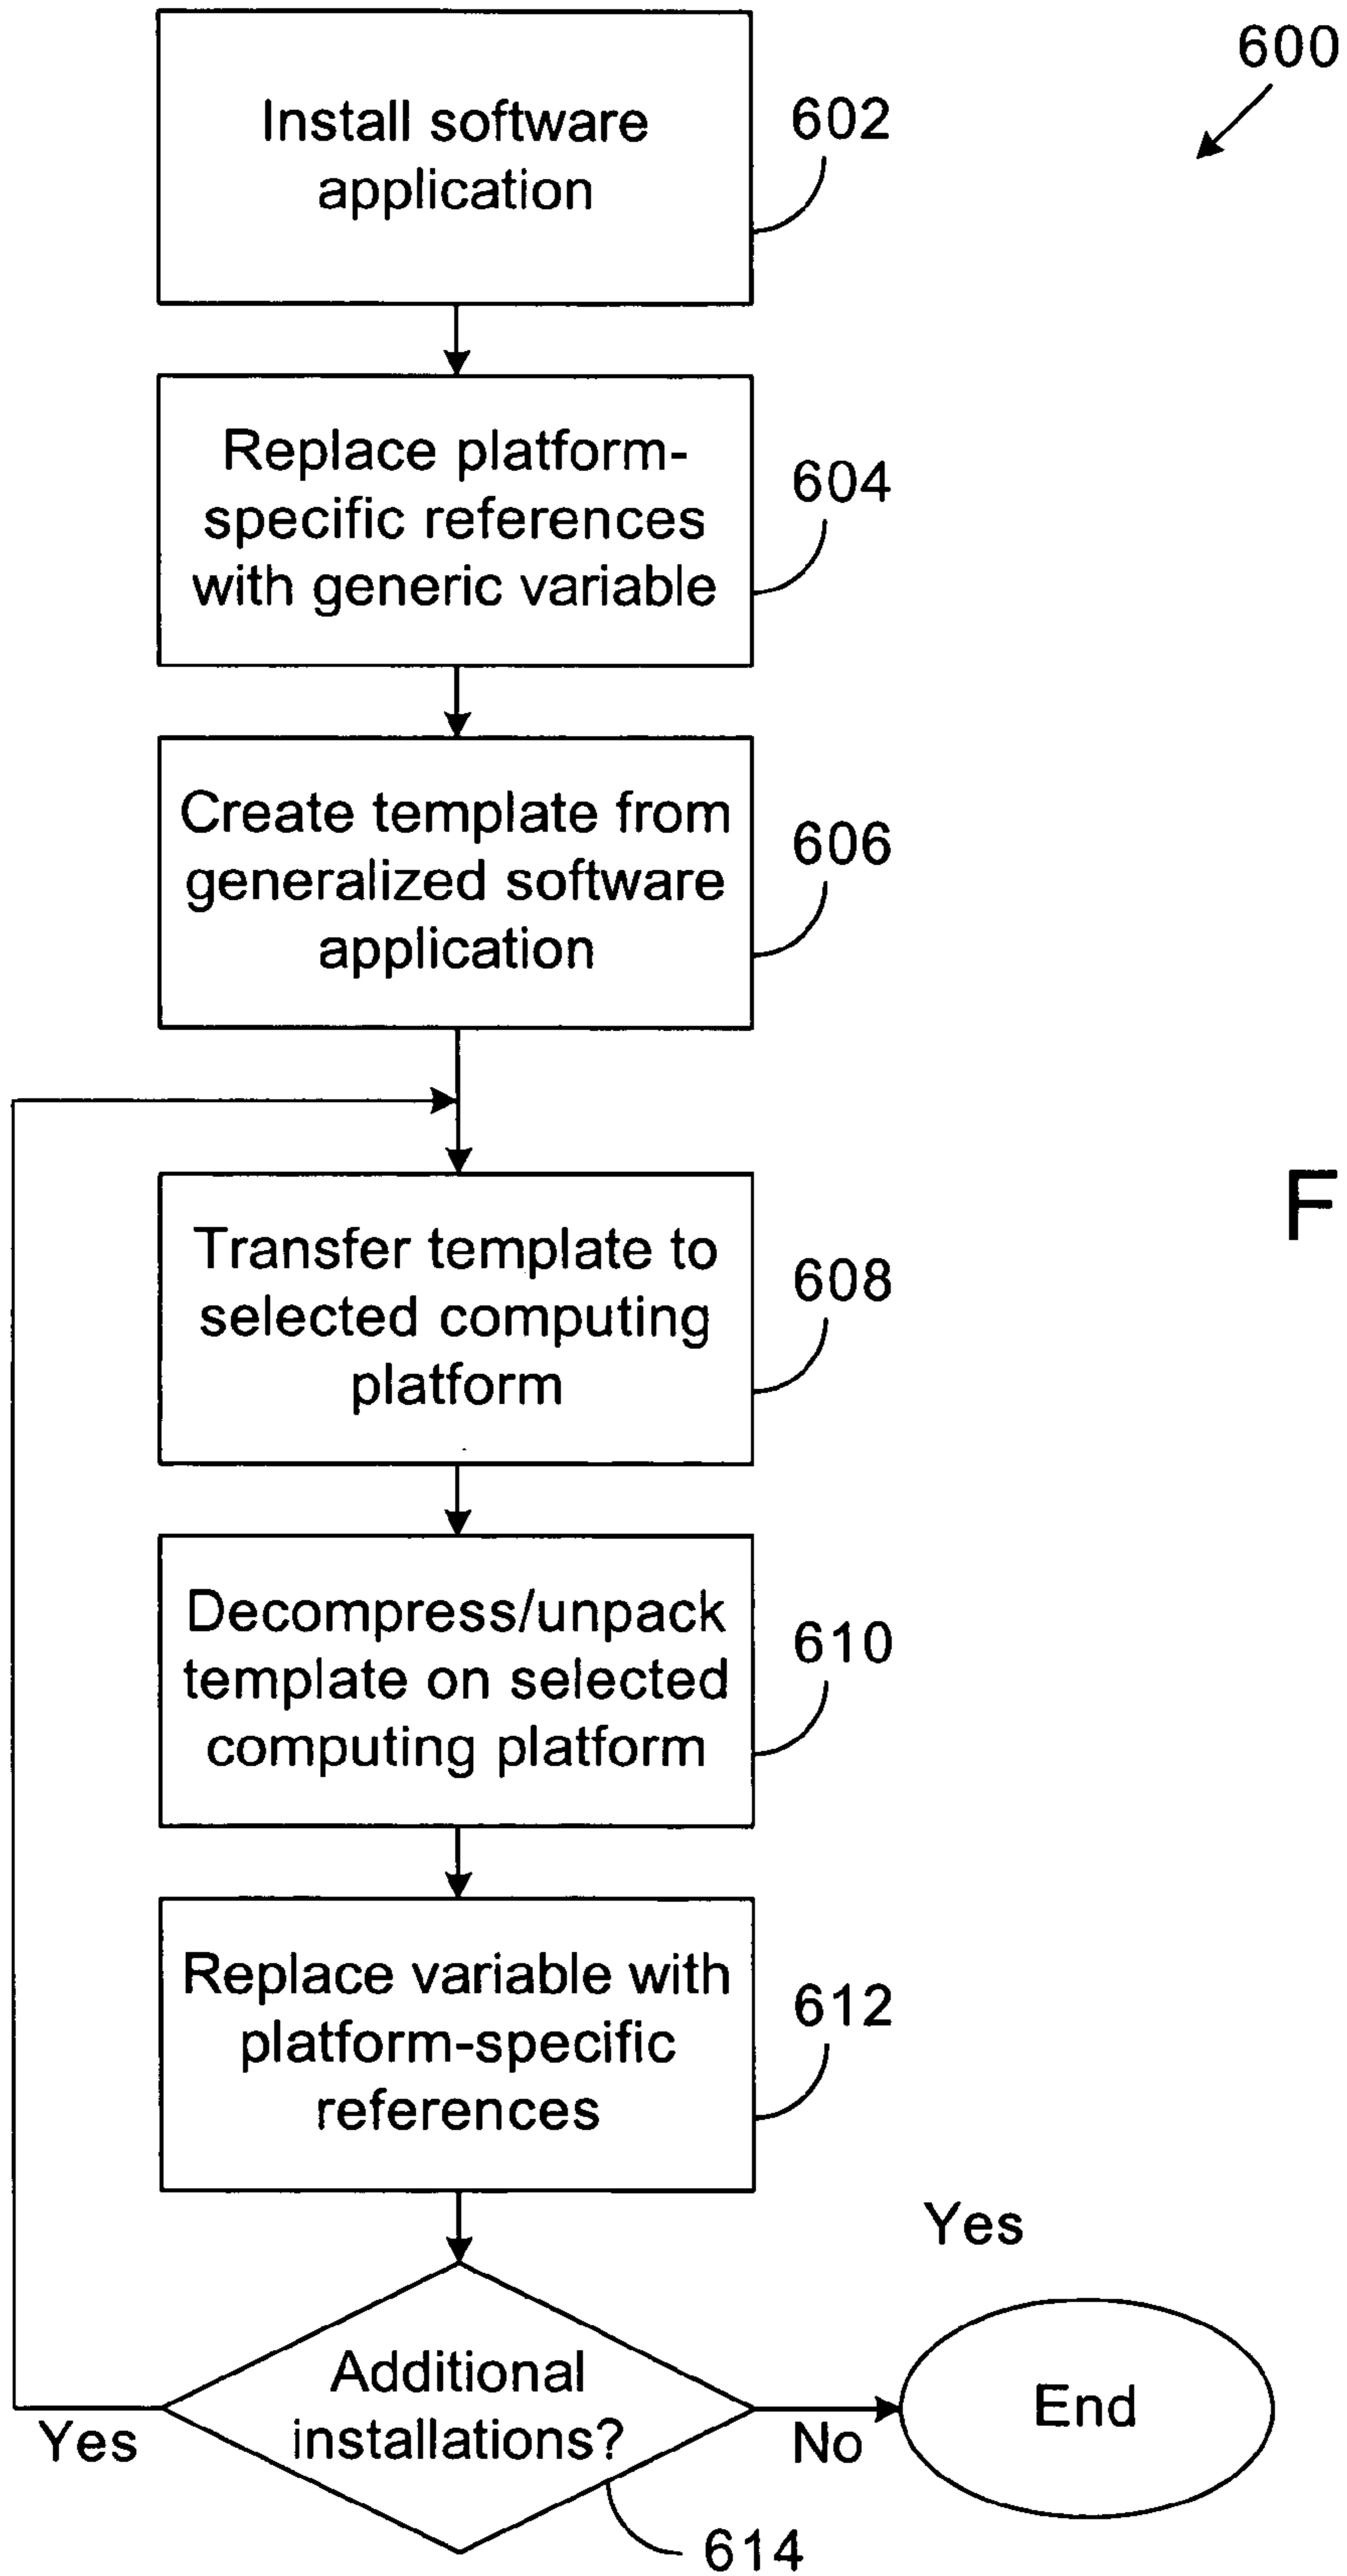 600
Install software
application
602
Replace platform-
specific references
with generic variable
604
Create template from
generalized software
application
606
Transfer template to
selected computing
platform
608
F
Decompress/unpack
template on selected
computing platform
610
Replace variable with
platform-specific
references
612
Yes
Additional
installations?
Yes
No
End
614